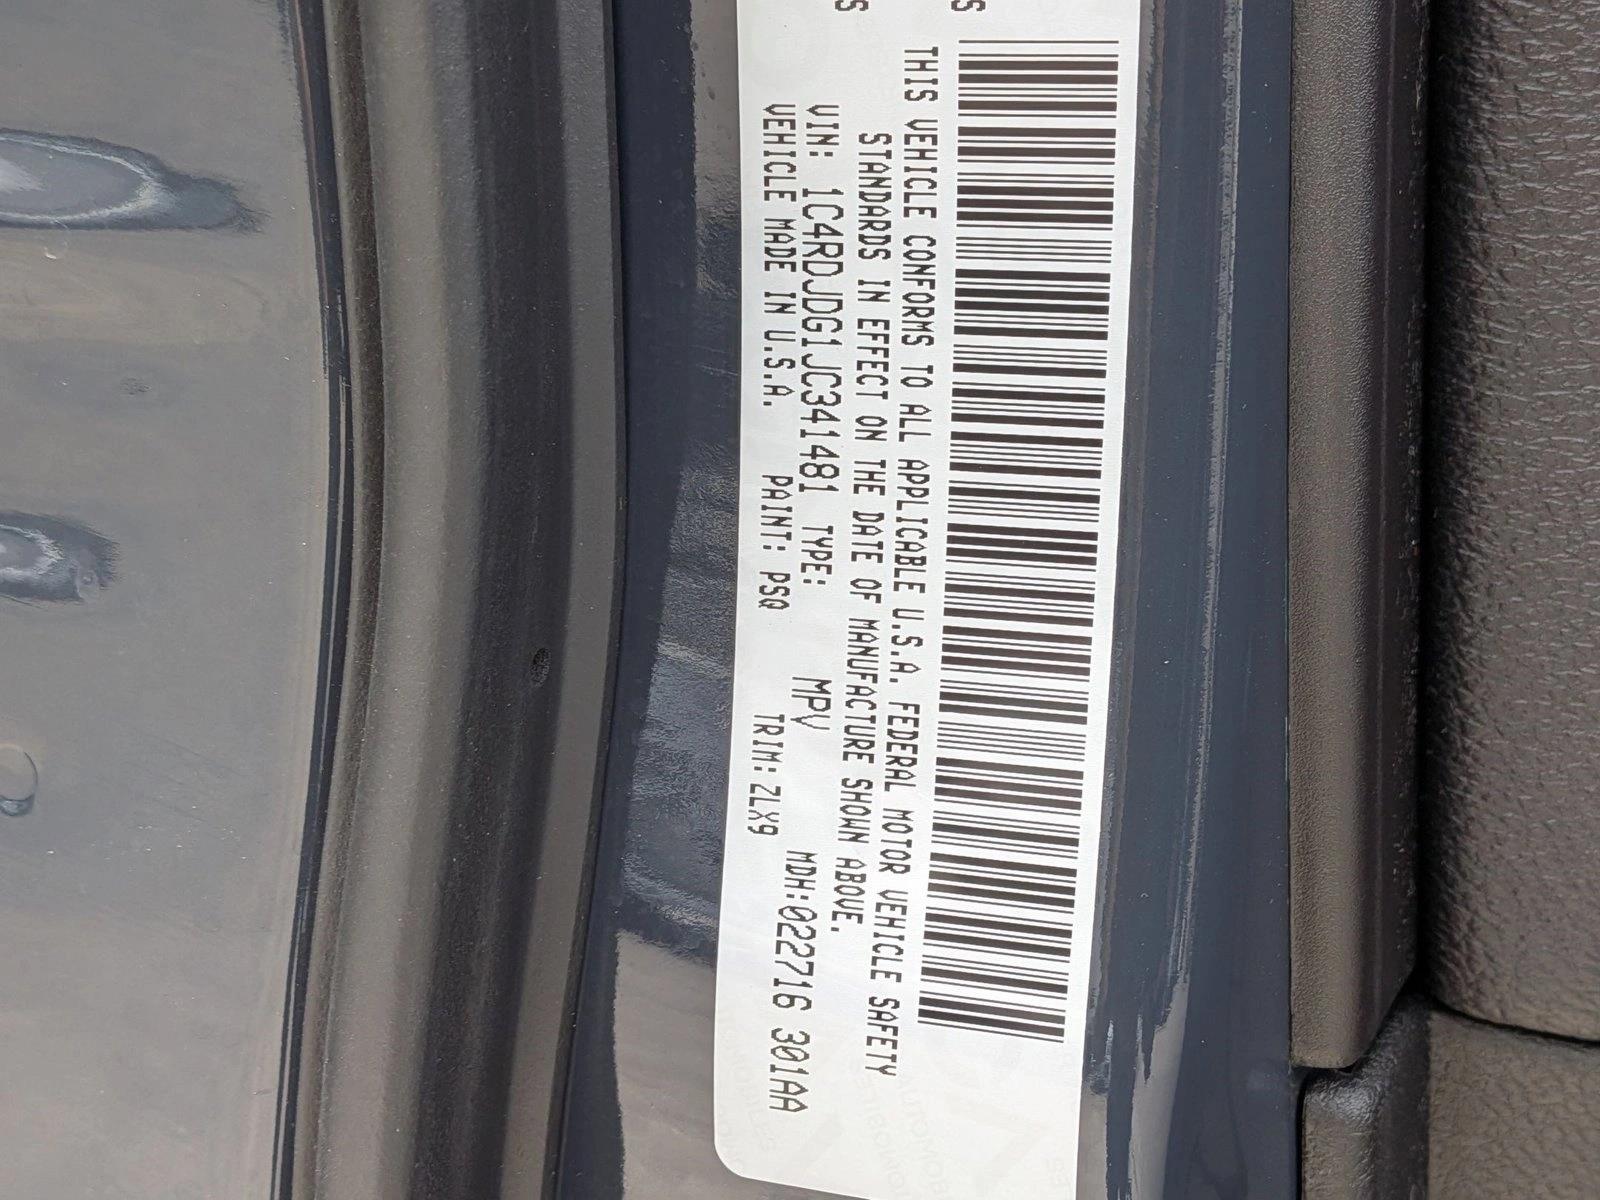 THIS VEHICLE CONFORMS TO ALL APPLICABLE U.S.A. FEDERAL MOTOR VEHICLE SAFETY
STANDARDS IN EFFECT ON THE DATE OF MANUFACTURE SHOWN ABOVE.
VIN: 1C4RDJDG1JC341481 TYPE: MPV MDH:022716 301AA
VEHICLE MADE IN U.S.A. PAINT: PSQ TRIM:ZLX9